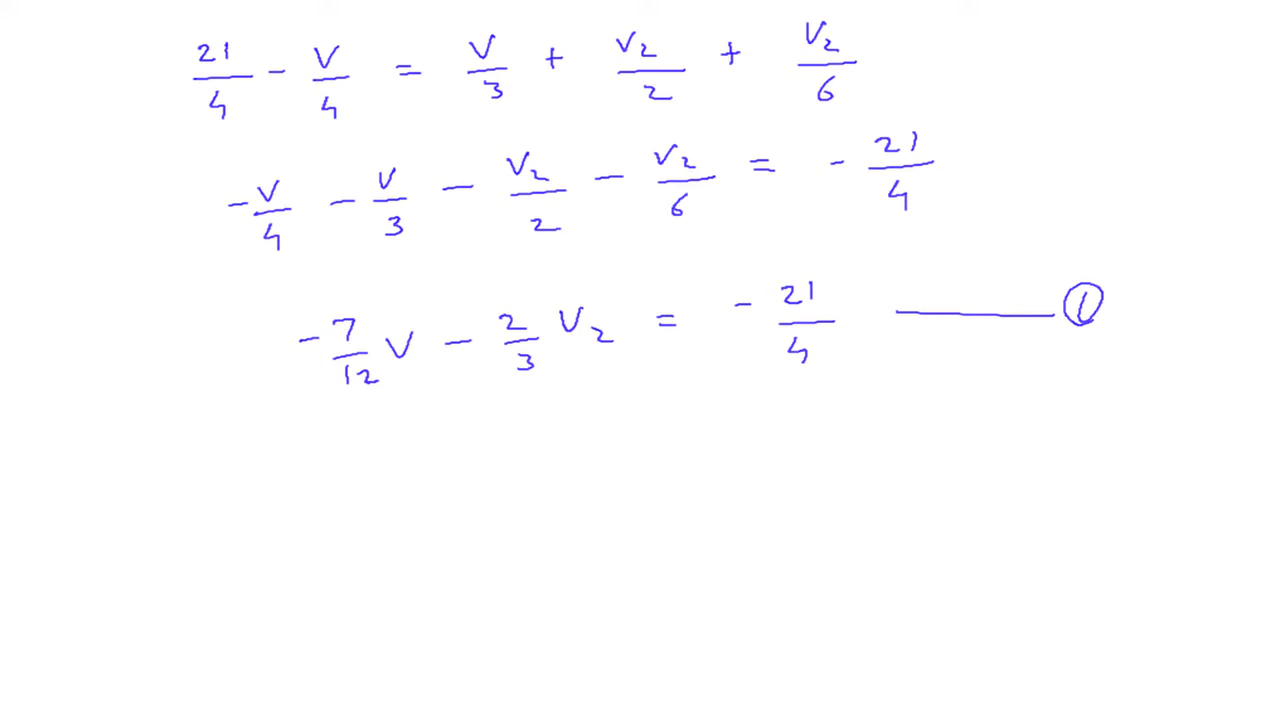 21/4 - V/4 = V/3 + V2/2 + V2/6
-V/4 - V/3 - V2/2 - V2/6 = - 21/4
-7/12 V - 2/3 V2 = - 21/4 ——— ①